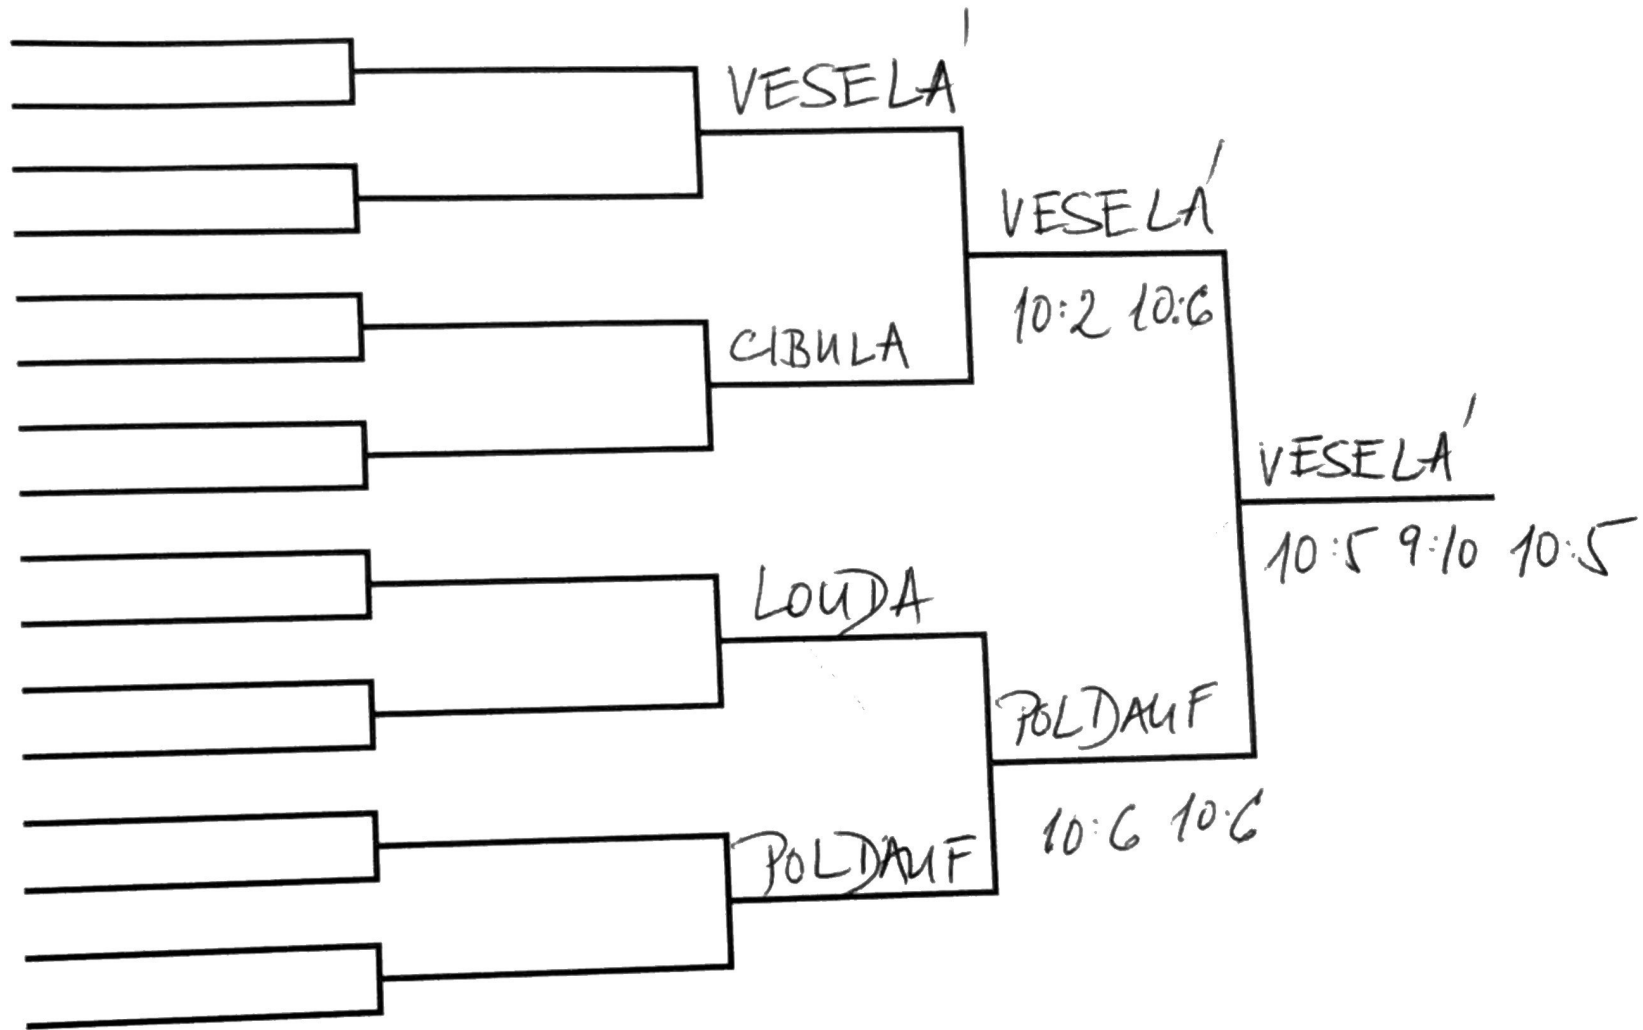 VESELÁ
VESELÁ
10:2 10:6
CIBULA
VESELÁ
10:5 9:10 10:5
LOUDA
POLDAUF
10:6 10:6
POLDAUF